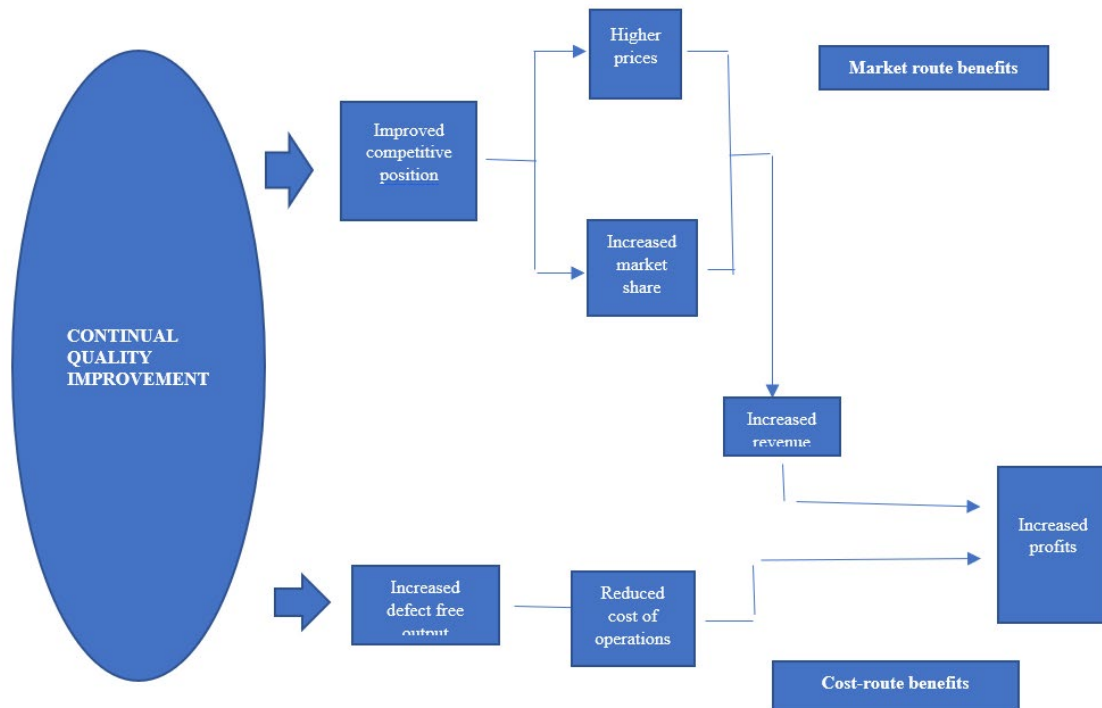 Higher
prices
Market route benefits
Improved
competitive
position
Increased
market
share
CONTINUAL
QUALITY
IMPROVEMENT
Increased
revenue
Increased
profits
Increased
defect free
output
Reduced
cost of
operations
Cost-route benefits